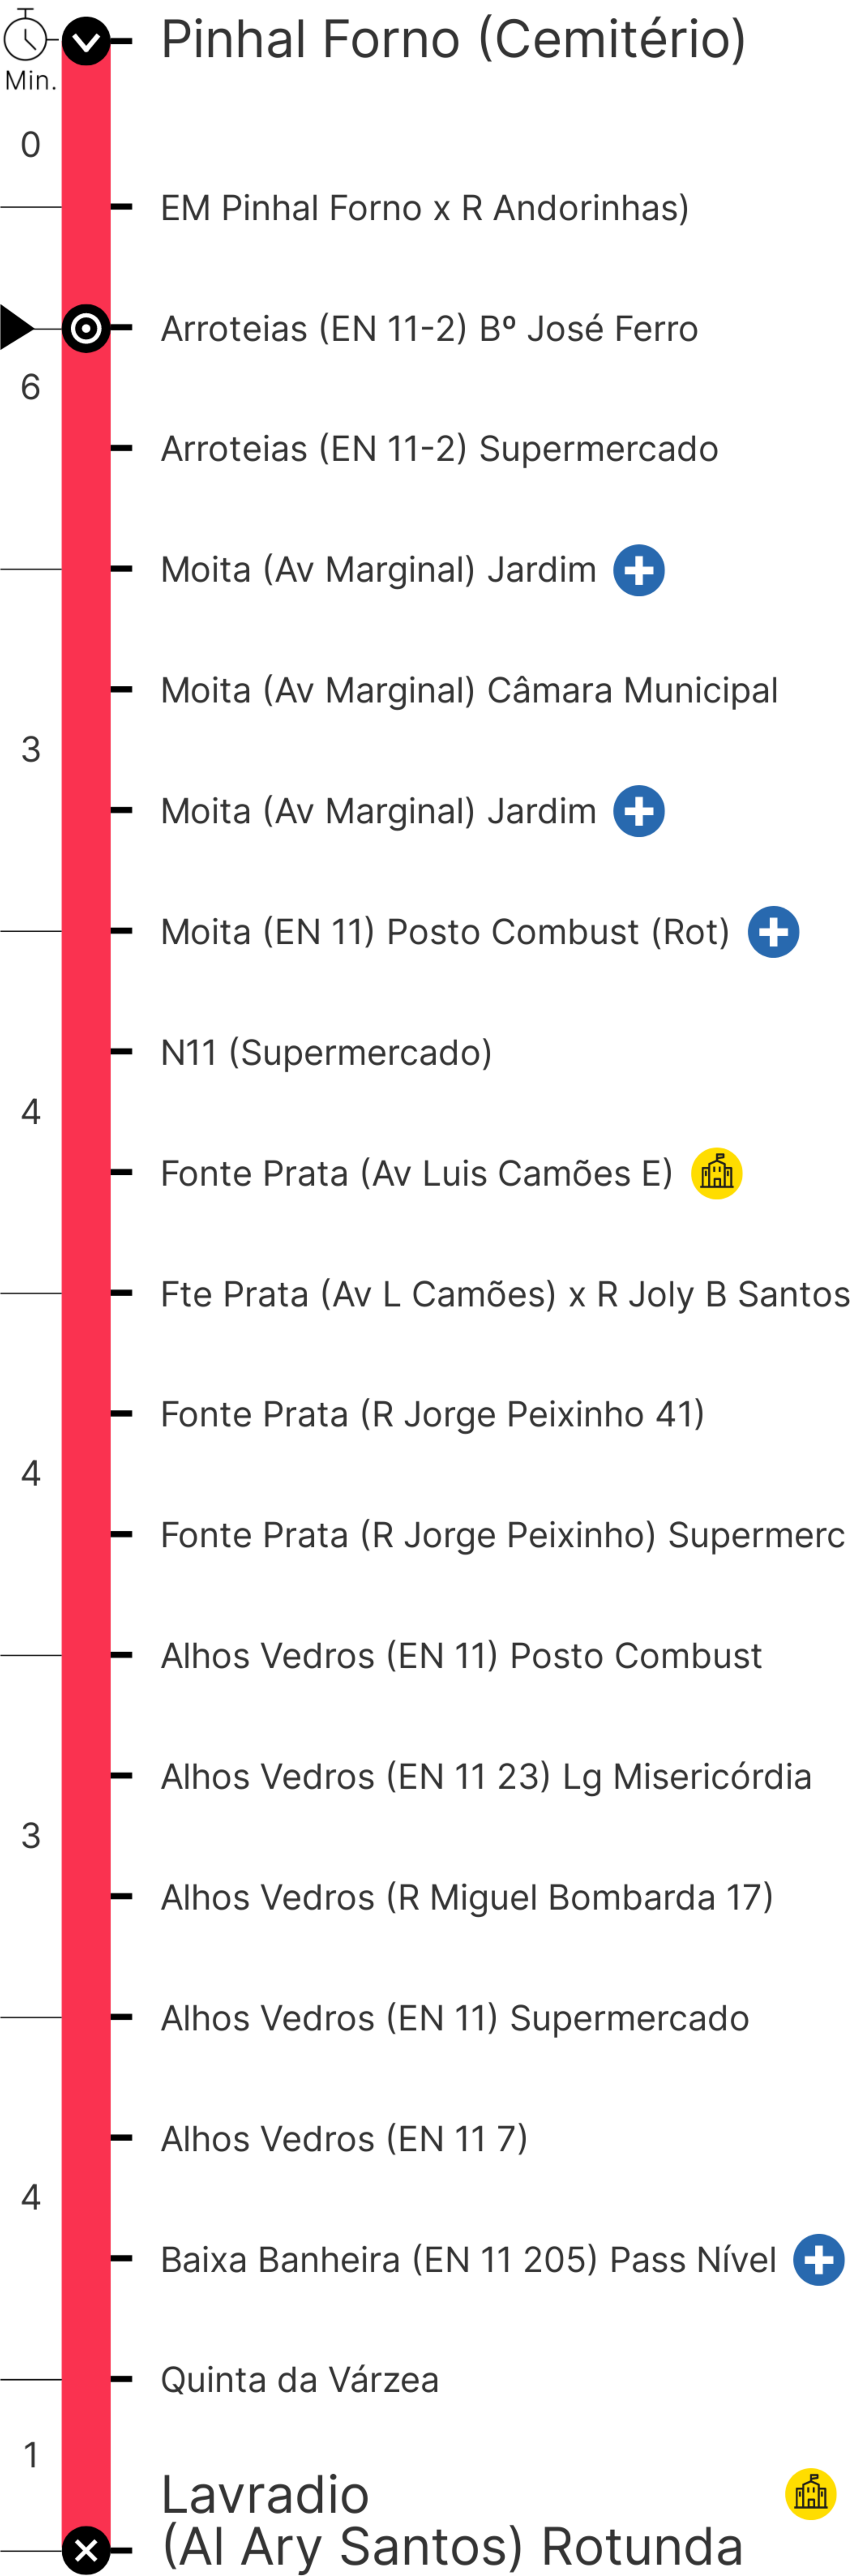 Pinhal Forno (Cemitério)
Min.
0
EM Pinhal Forno x R Andorinhas)
Arroteias (EN 11-2) Bº José Ferro
6
Arroteias (EN 11-2) Supermercado
Moita (Av Marginal) Jardim
Moita (Av Marginal) Câmara Municipal
3
Moita (Av Marginal) Jardim
Moita (EN 11) Posto Combust (Rot)
N11 (Supermercado)
4
Fonte Prata (Av Luis Camões E)
Fte Prata (Av L Camões) x R Joly B Santos
Fonte Prata (R Jorge Peixinho 41)
4
Fonte Prata (R Jorge Peixinho) Supermerc
Alhos Vedros (EN 11) Posto Combust
Alhos Vedros (EN 11 23) Lg Misericórdia
3
Alhos Vedros (R Miguel Bombarda 17)
Alhos Vedros (EN 11) Supermercado
Alhos Vedros (EN 11 7)
4
Baixa Banheira (EN 11 205) Pass Nível
Quinta da Várzea
1
Lavradio
(Al Ary Santos) Rotunda